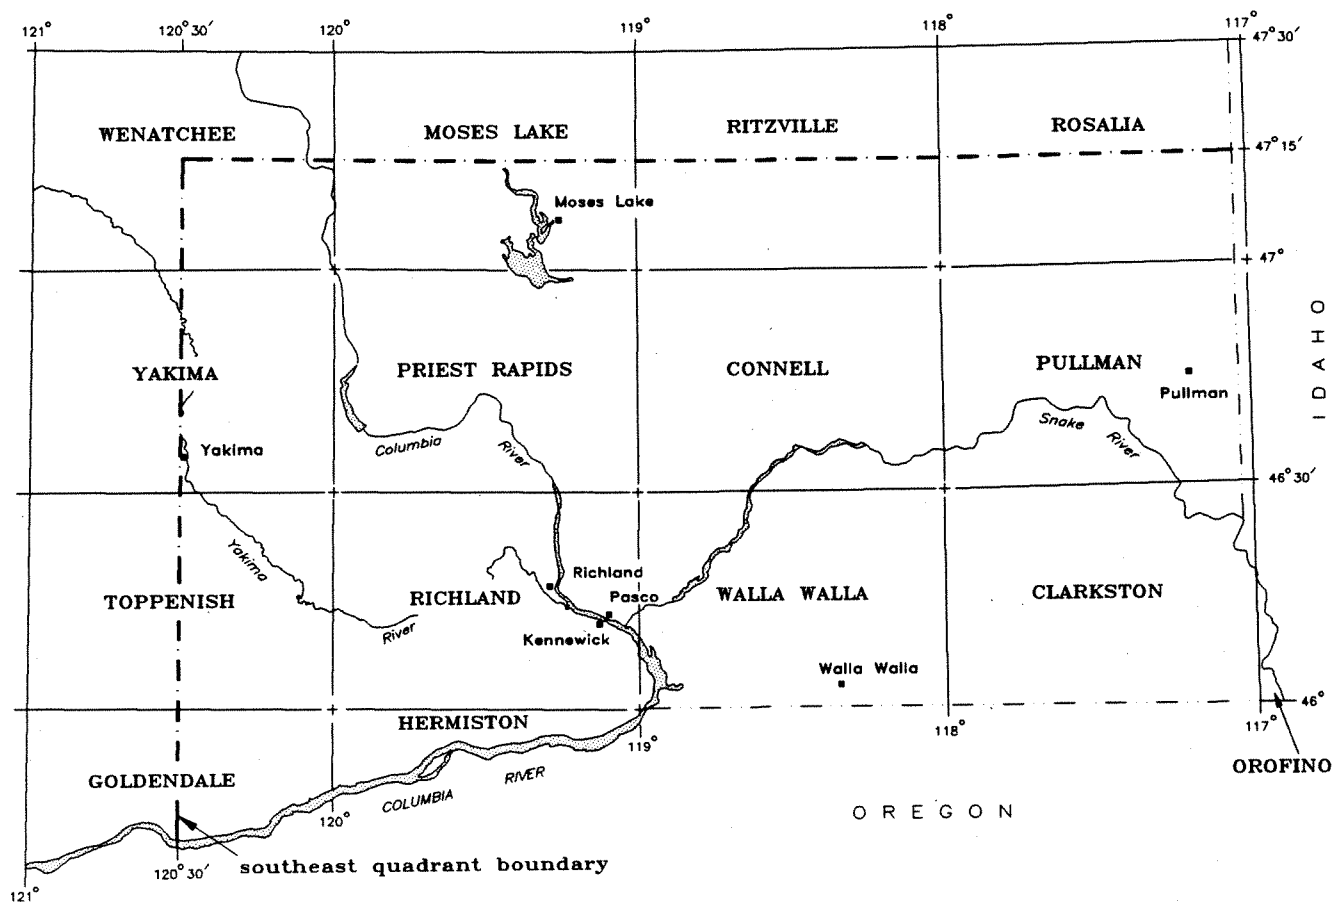 121° 120°30′ 120° 119° 118° 117°
47°30′
WENATCHEE MOSES LAKE RITZVILLE ROSALIA
47°15′
Moses Lake
47°
IDAHO
YAKIMA PRIEST RAPIDS CONNELL PULLMAN
Pullman
Snake River
Columbia River
Yakima
46°30′
Yakima River
Richland
TOPPENISH RICHLAND Pasco WALLA WALLA CLARKSTON
Kennewick
Walla Walla
46°
HERMISTON
119° 118° 117°
OROFINO
GOLDENDALE
COLUMBIA RIVER
OREGON
120°
southeast quadrant boundary
120°30′
121°